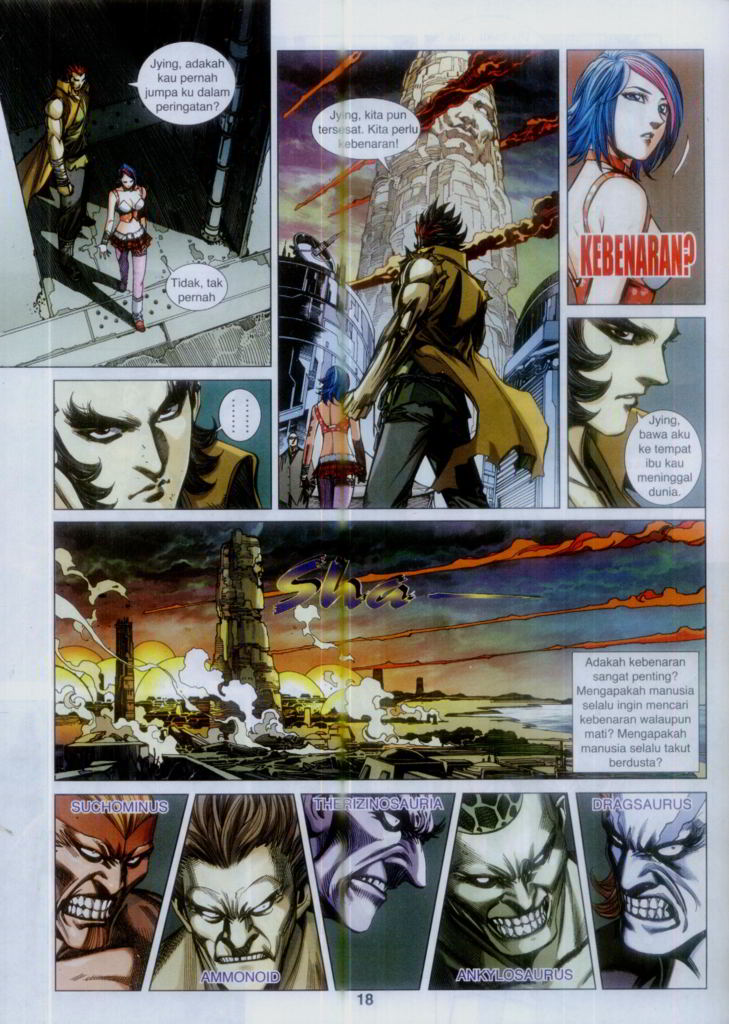 Jying, adakah
kau pernah
jumpa ku dalam
peringatan?
Tidak, tak
pernah
Jying, kita pun
tersesat. Kita perlu
kebenaran!
KEBENARAN?
Jying,
bawa aku
ke tempat
ibu kau
meninggal
dunia.
Sha
Adakah kebenaran
sangat penting?
Mengapakah manusia
selalu ingin mencari
kebenaran walaupun
mati? Mengapakah
manusia selalu takut
berdusta?
SUCHOMINUS
AMMONOID
THERIZINOSAURIA
ANKYLOSAURUS
DRAGSAURUS
18